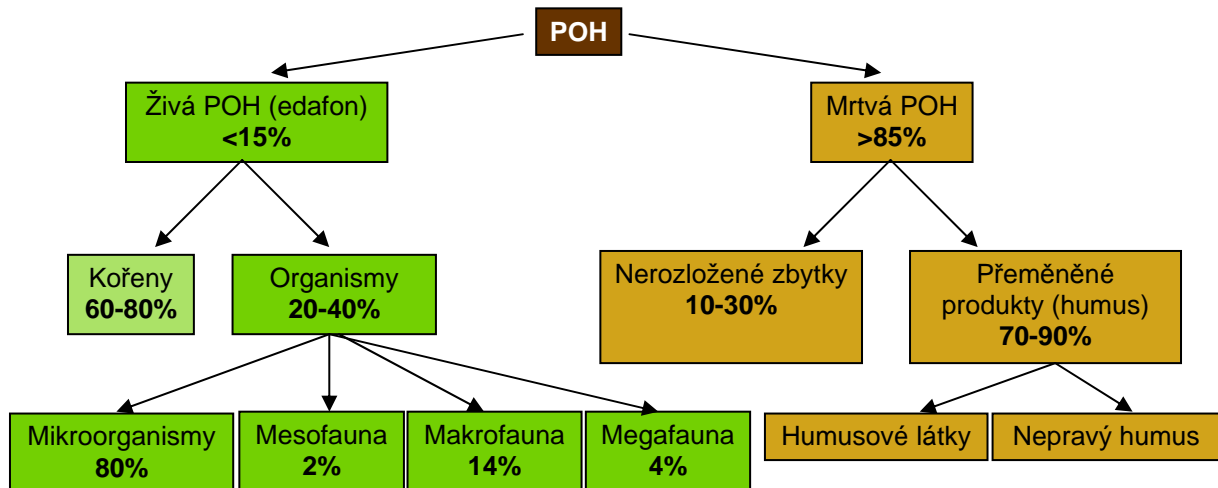 POH
Živá POH (edafon)
<15%
Mrtvá POH
>85%
Kořeny
60-80%
Organismy
20-40%
Nerozložené zbytky
10-30%
Přeměněné
produkty (humus)
70-90%
Mikroorganismy
80%
Mesofauna
2%
Makrofauna
14%
Megafauna
4%
Humusové látky
Nepravý humus